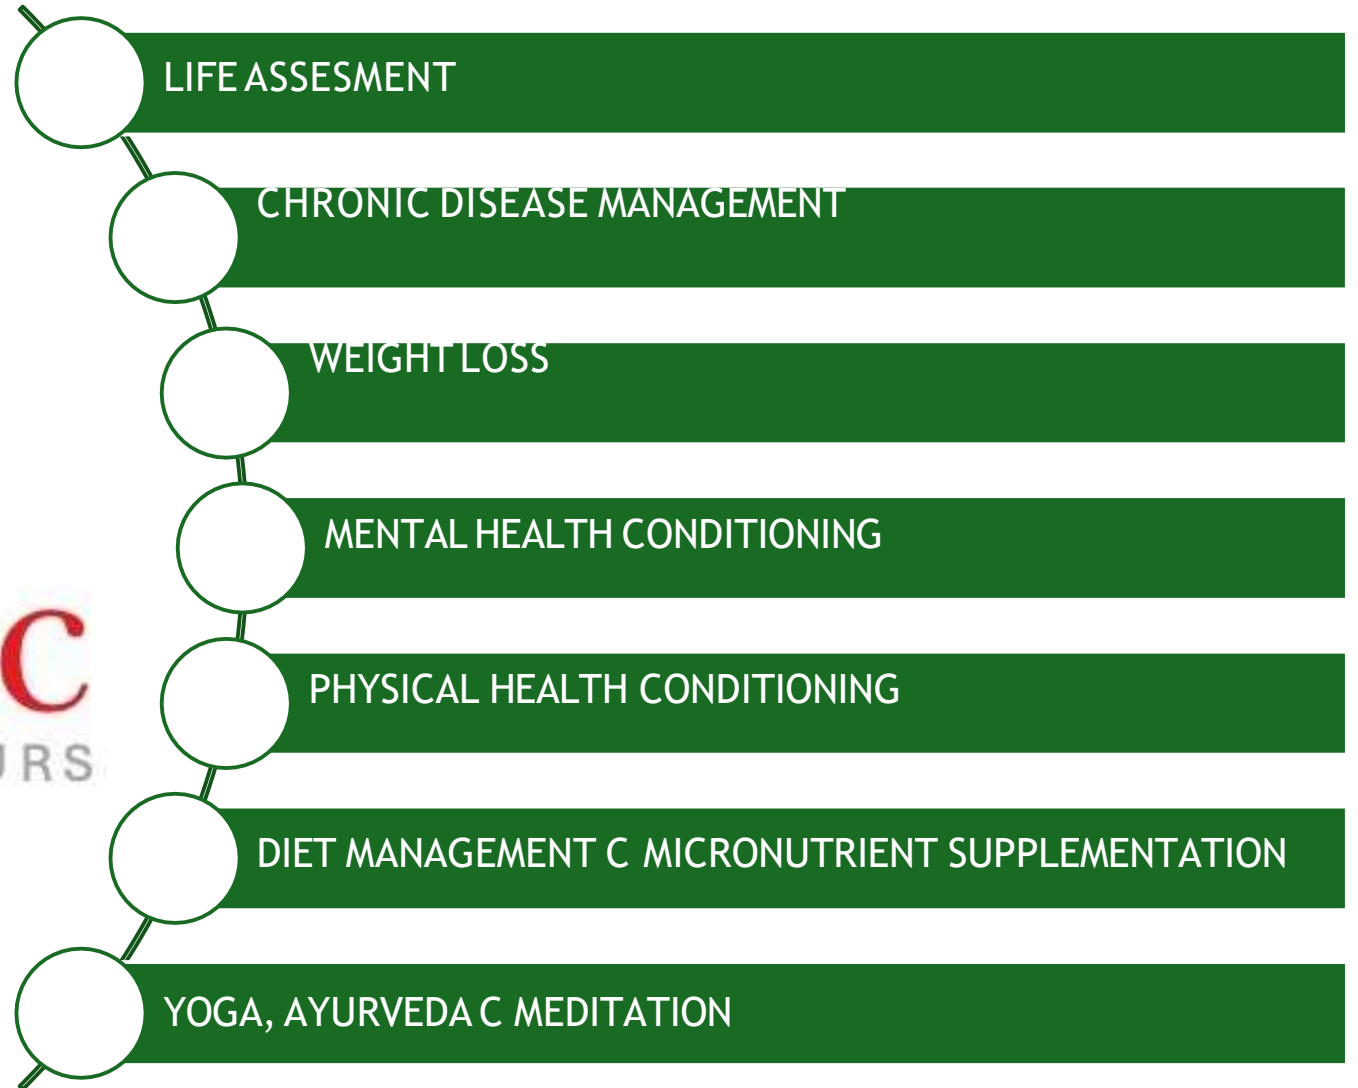 LIFE ASSESMENT
CHRONIC DISEASE MANAGEMENT
WEIGHT LOSS
MENTAL HEALTH CONDITIONING
C
URS
PHYSICAL HEALTH CONDITIONING
DIET MANAGEMENT C MICRONUTRIENT SUPPLEMENTATION
YOGA, AYURVEDA C MEDITATION